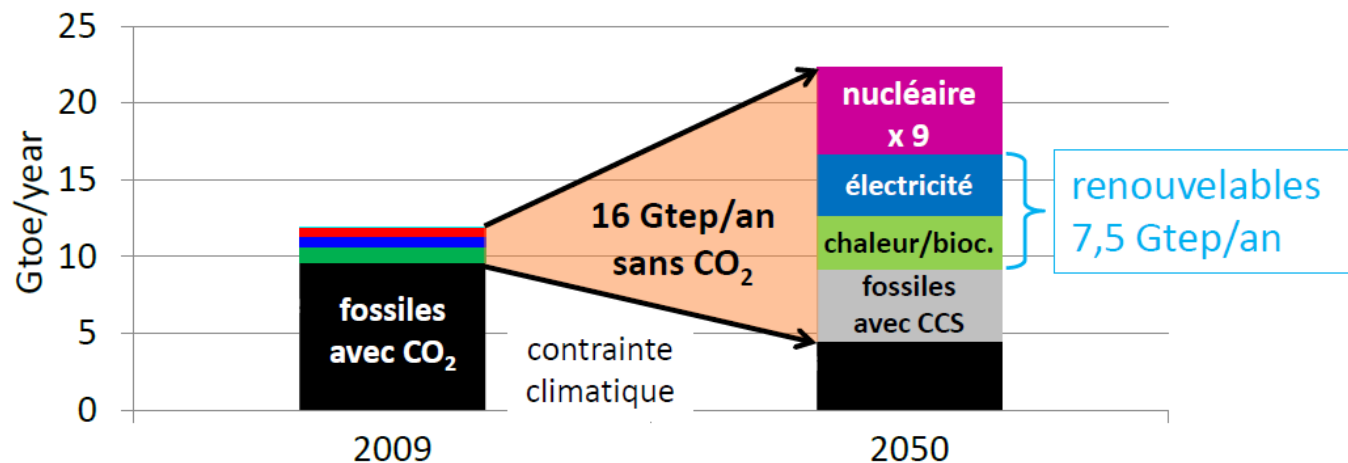 25
20
15
10
5
0
Gtoe/year
fossiles
avec CO₂
16 Gtep/an
sans CO₂
contrainte
climatique
nucléaire
x 9
électricité
chaleur/bioc.
fossiles
avec CCS
renouvelables
7,5 Gtep/an
2009
2050